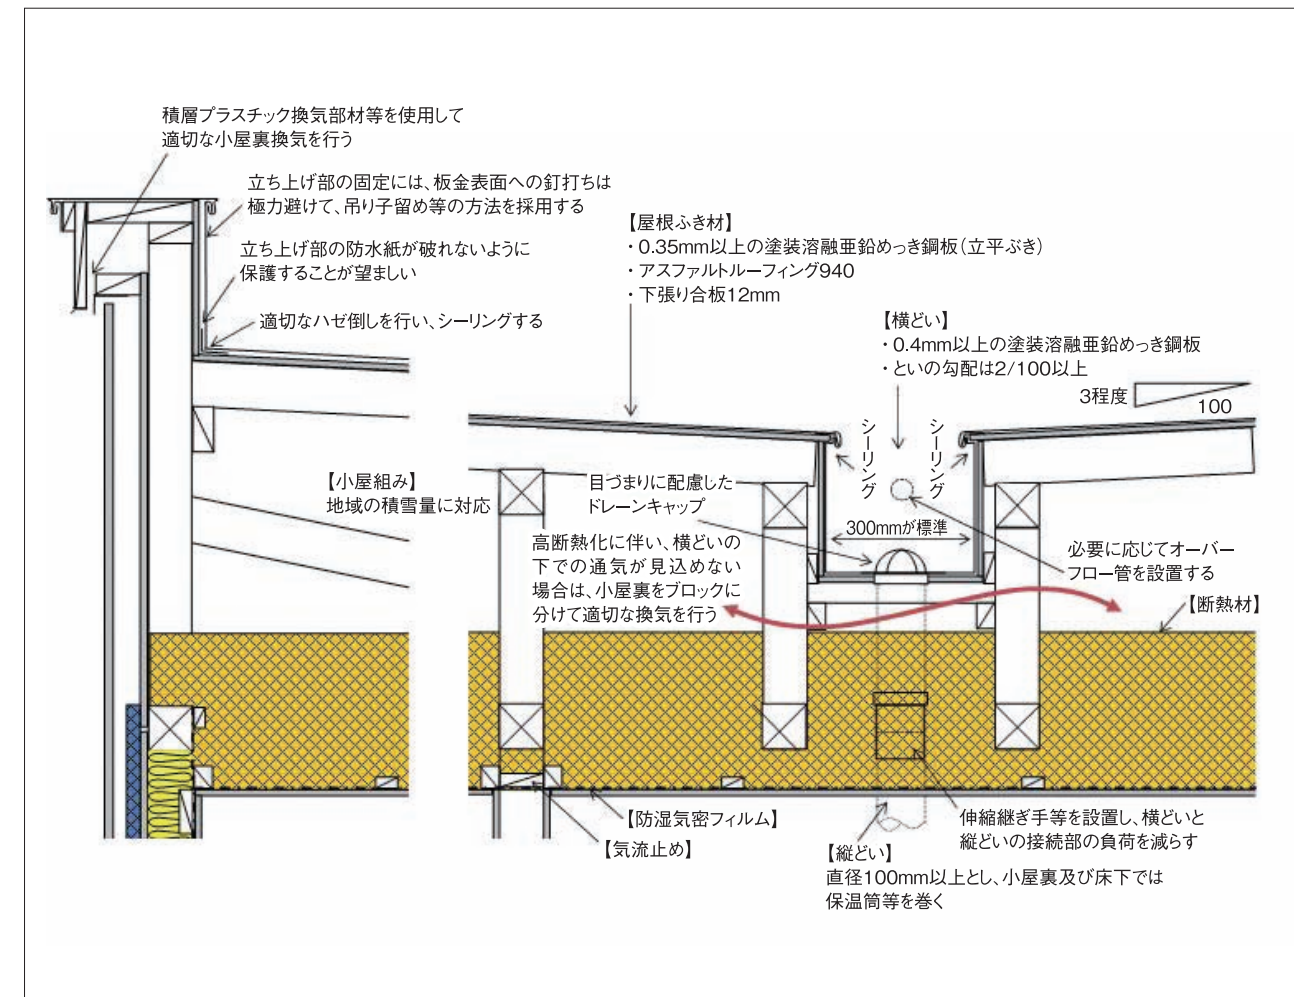 積層プラスチック換気部材等を使用して
適切な小屋裏換気を行う
立ち上げ部の固定には、板金表面への釘打ちは
極力避けて、吊り子留め等の方法を採用する
立ち上げ部の防水紙が破れないように
保護することが望ましい
適切なハゼ倒しを行い、シーリングする
【屋根ふき材】
・0.35mm以上の塗装溶融亜鉛めっき鋼板（立平ぶき）
・アスファルトルーフィング940
・下張り合板12mm
【横どい】
・0.4mm以上の塗装溶融亜鉛めっき鋼板
・といの勾配は2/100以上
3程度
100
シーリング
シーリング
【小屋組み】
地域の積雪量に対応
目づまりに配慮した
ドレーンキャップ
300mmが標準
高断熱化に伴い、横どいの
下での通気が見込めない
場合は、小屋裏をブロックに
分けて適切な換気を行う
必要に応じてオーバー
フロー管を設置する
【断熱材】
【防湿気密フィルム】
【気流止め】
伸縮継ぎ手等を設置し、横どいと
縦どいの接続部の負荷を減らす
【縦どい】
直径100mm以上とし、小屋裏及び床下では
保温筒等を巻く